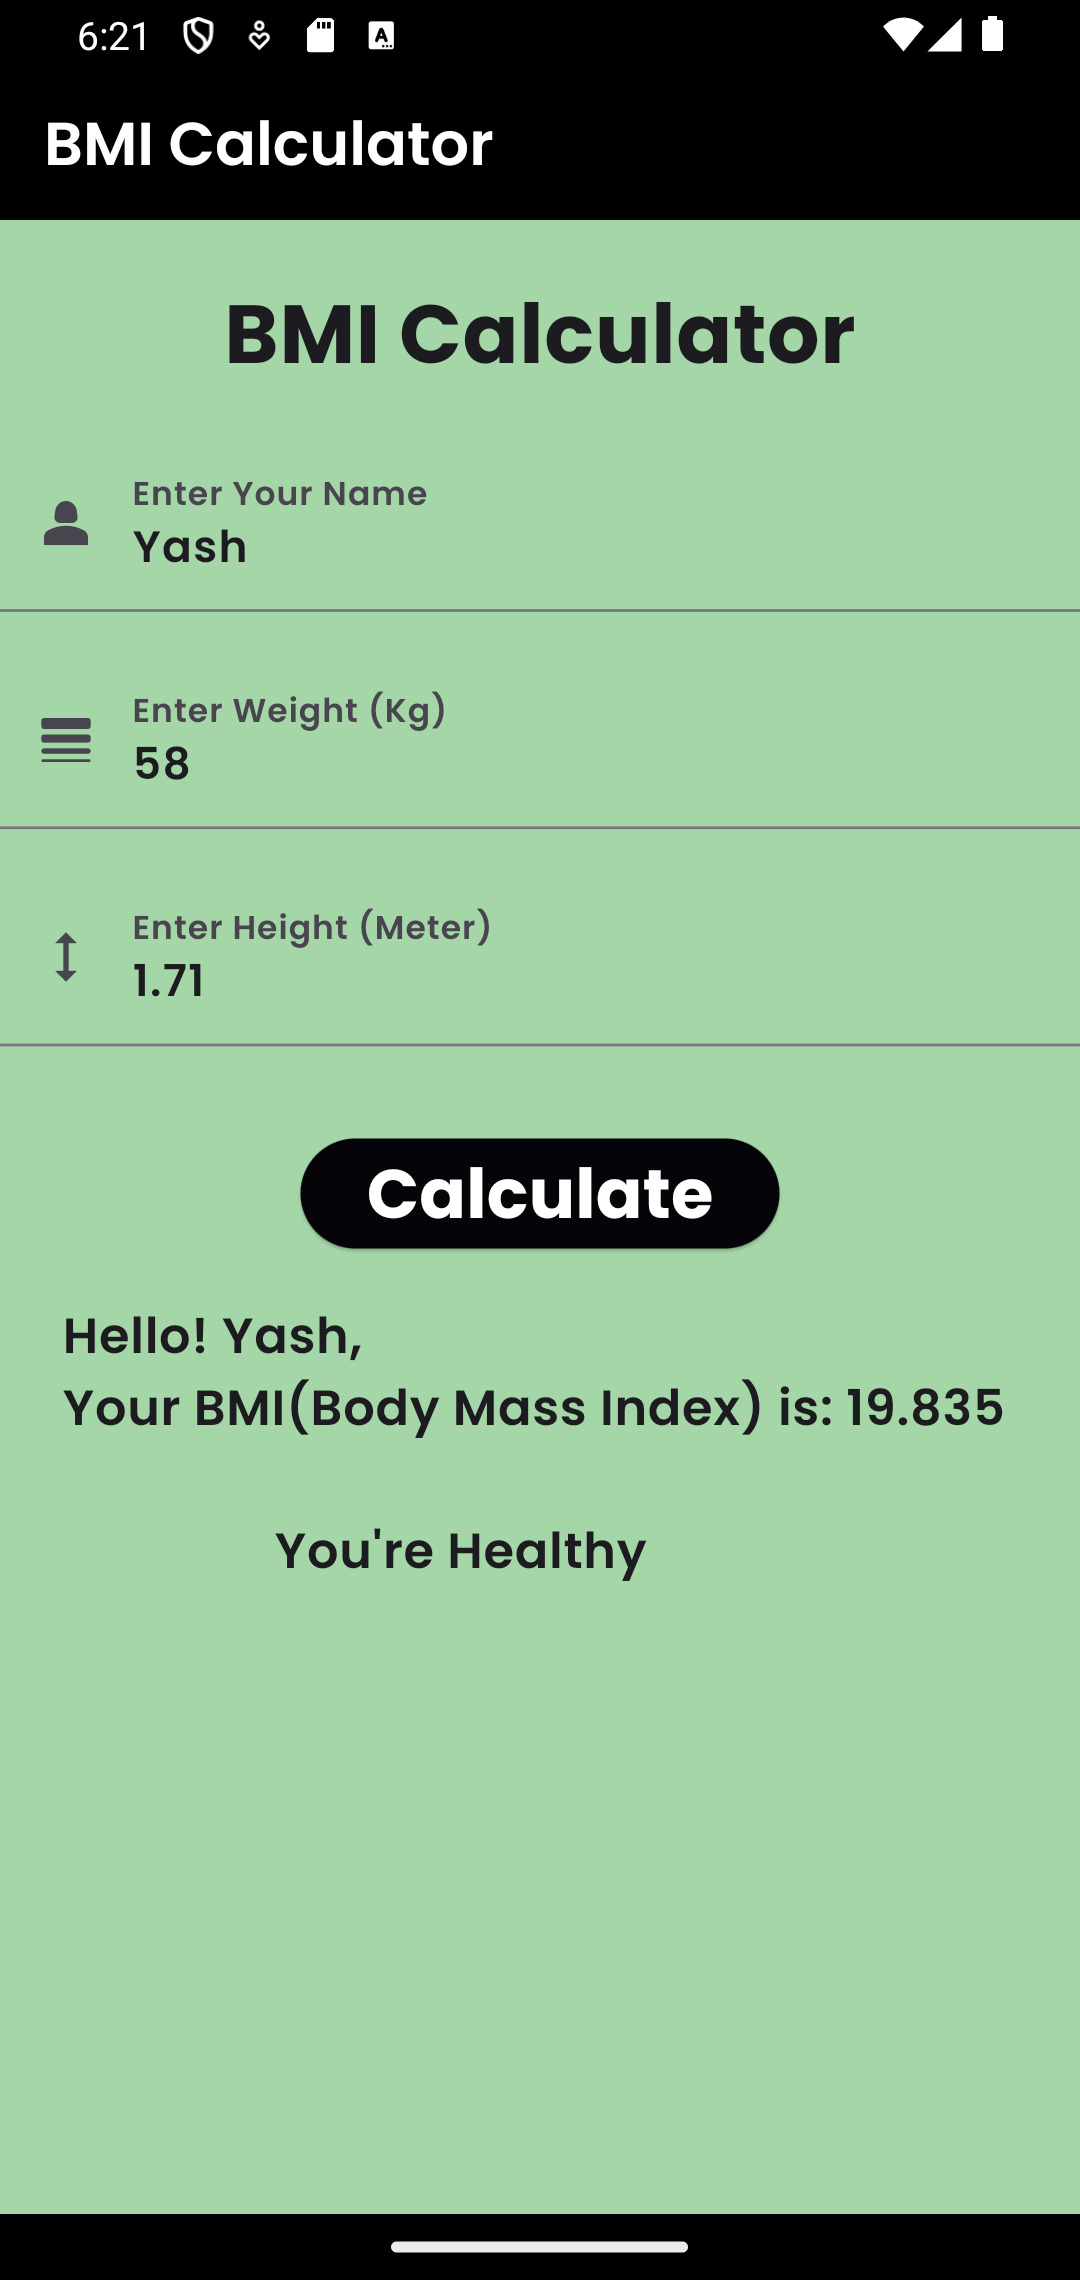 6:21
BMI Calculator
BMI Calculator
Enter Your Name
Yash
Enter Weight (Kg)
58
Enter Height (Meter)
1.71
Calculate
Hello! Yash,
Your BMI(Body Mass Index) is: 19.835
You're Healthy